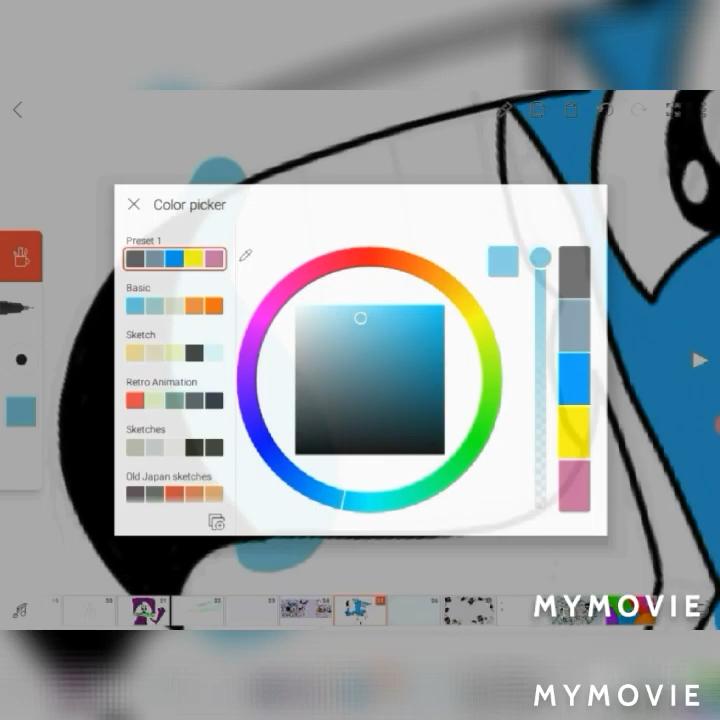 Color picker
Preset 1
Basic
Sketch
Retro Animation
Sketches
Old Japan sketches
MYMOVIE
MYMOVIE